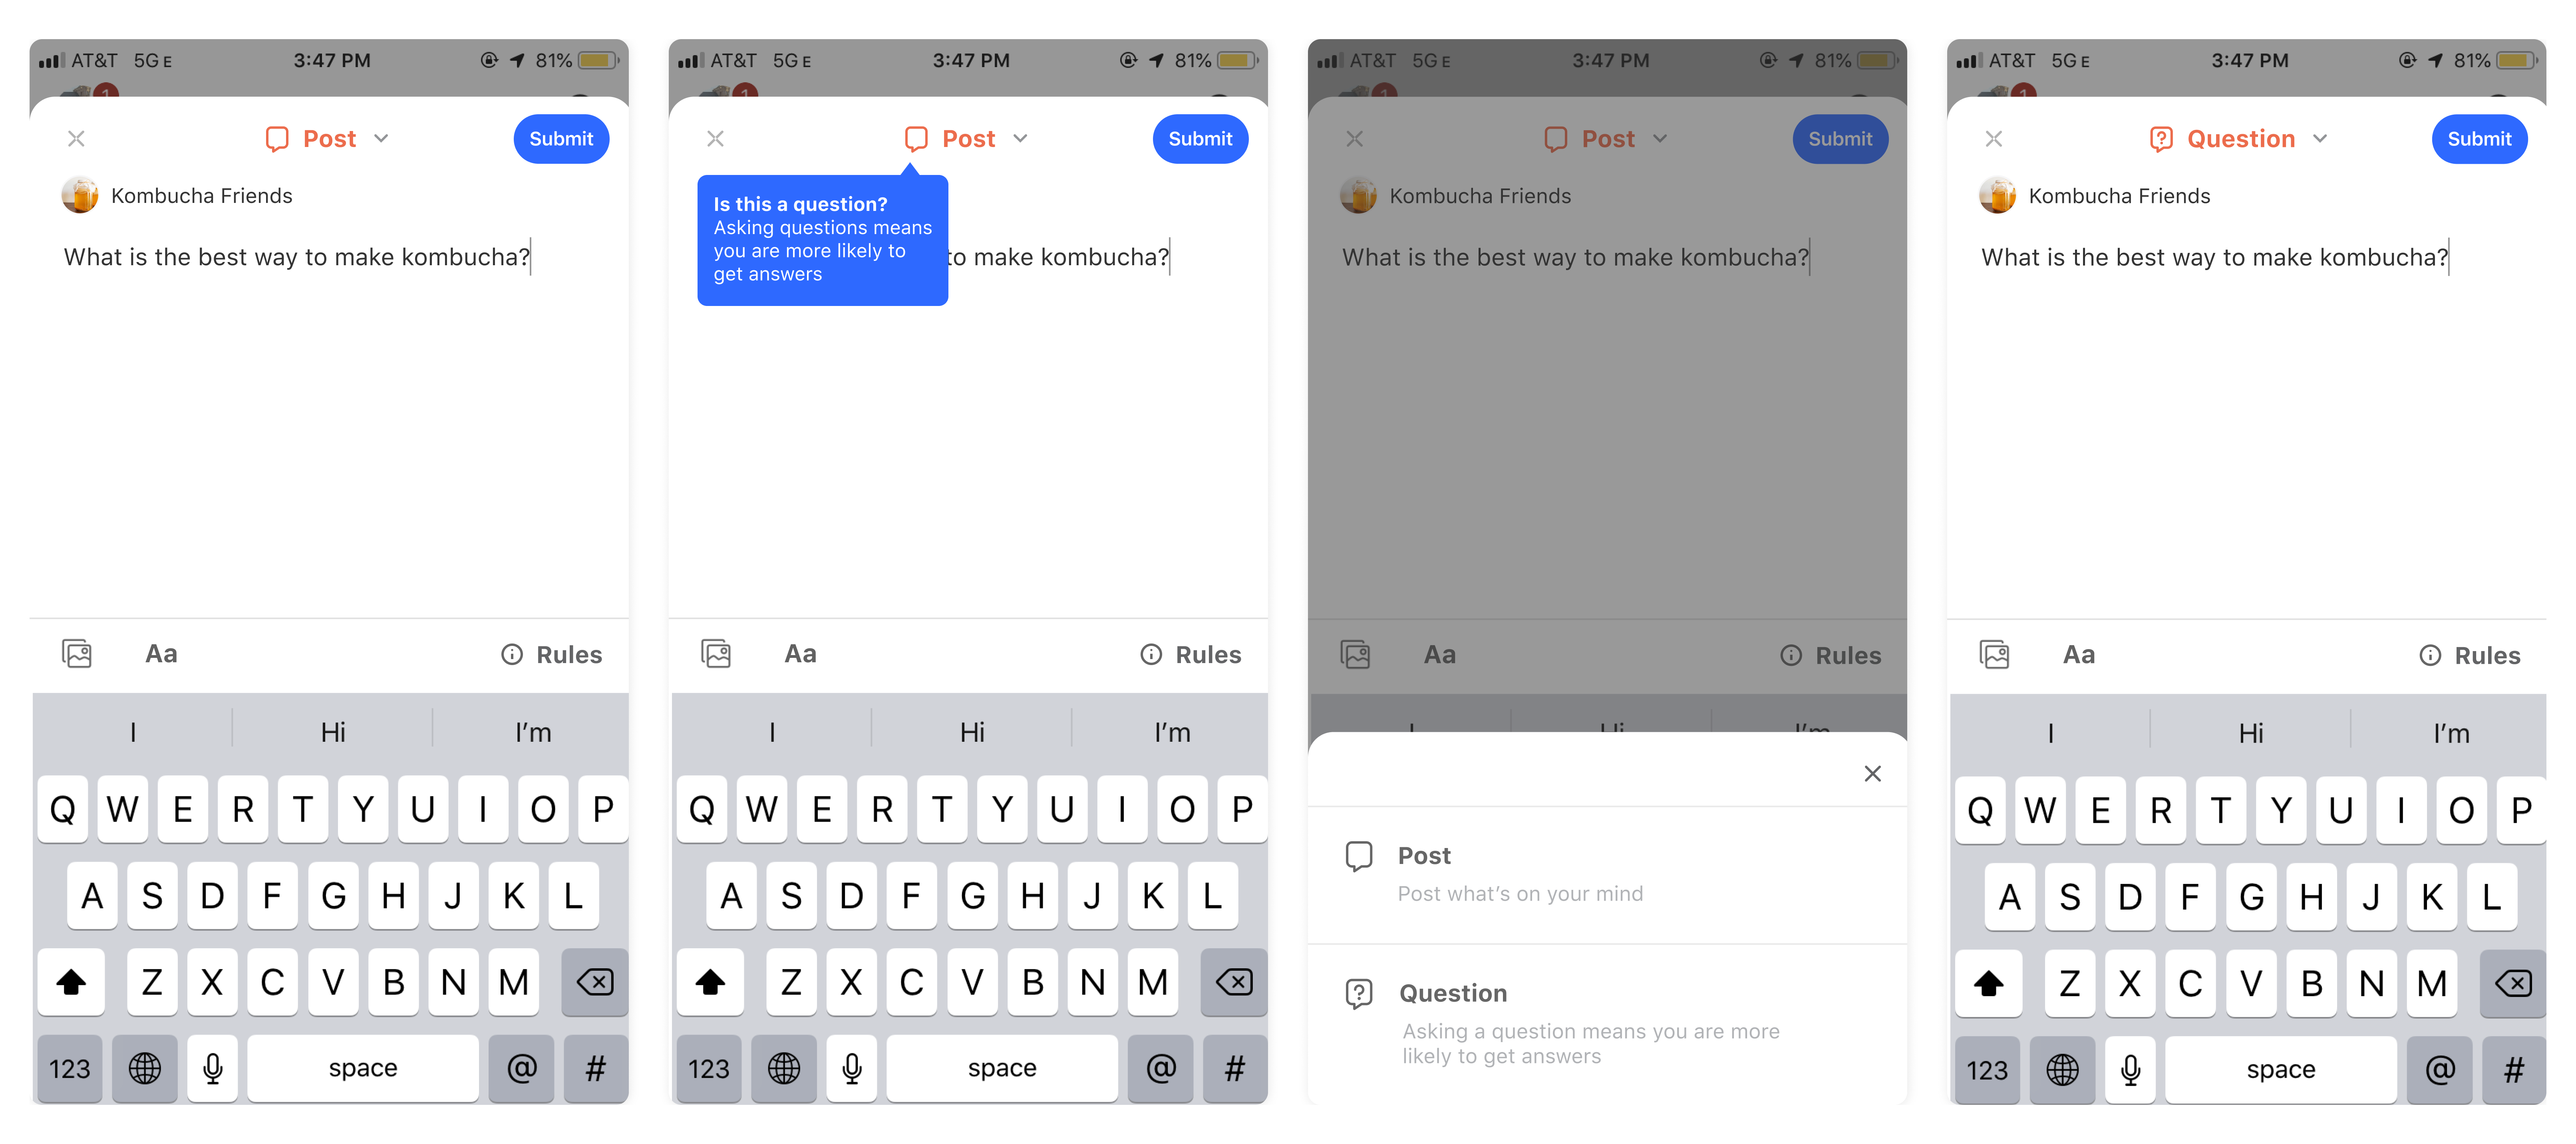 AT&T 5G E 3:47 PM 81%
1
Post
Submit
Kombucha Friends
What is the best way to make kombucha?
Aa
Rules
I Hi I’m
Q W E R T Y U I O P
A S D F G H J K L
Z X C V B N M
123 space @ #
AT&T 5G E 3:47 PM 81%
1
Post
Submit
Is this a question?
Asking questions means
you are more likely to
get answers
to make kombucha?
Aa
Rules
I Hi I’m
Q W E R T Y U I O P
A S D F G H J K L
Z X C V B N M
123 space @ #
AT&T 5G E 3:47 PM 81%
1
Post
Submit
Kombucha Friends
What is the best way to make kombucha?
Aa
Rules
I Hi I’m
Post
Post what’s on your mind
Question
Asking a question means you are more
likely to get answers
AT&T 5G E 3:47 PM 81%
1
Question
Submit
Kombucha Friends
What is the best way to make kombucha?
Aa
Rules
I Hi I’m
Q W E R T Y U I O P
A S D F G H J K L
Z X C V B N M
123 space @ #